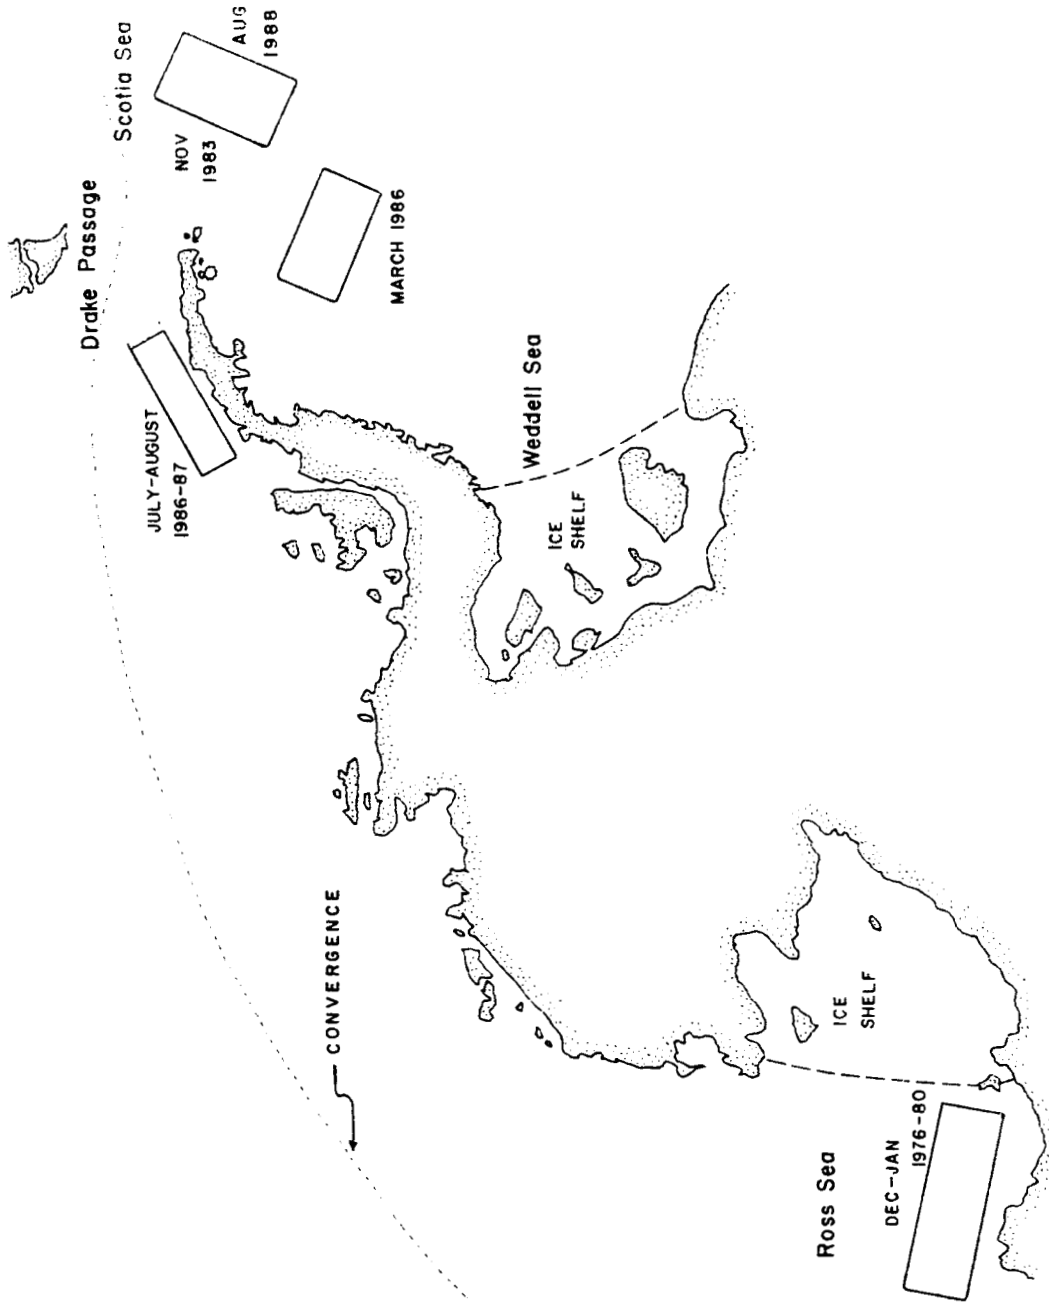 Scotia Sea
AUG
1988
NOV
1983
Drake Passage
MARCH 1986
JULY-AUGUST
1986-87
Weddell Sea
ICE
SHELF
CONVERGENCE
ICE
SHELF
Ross Sea
DEC-JAN
1976-80